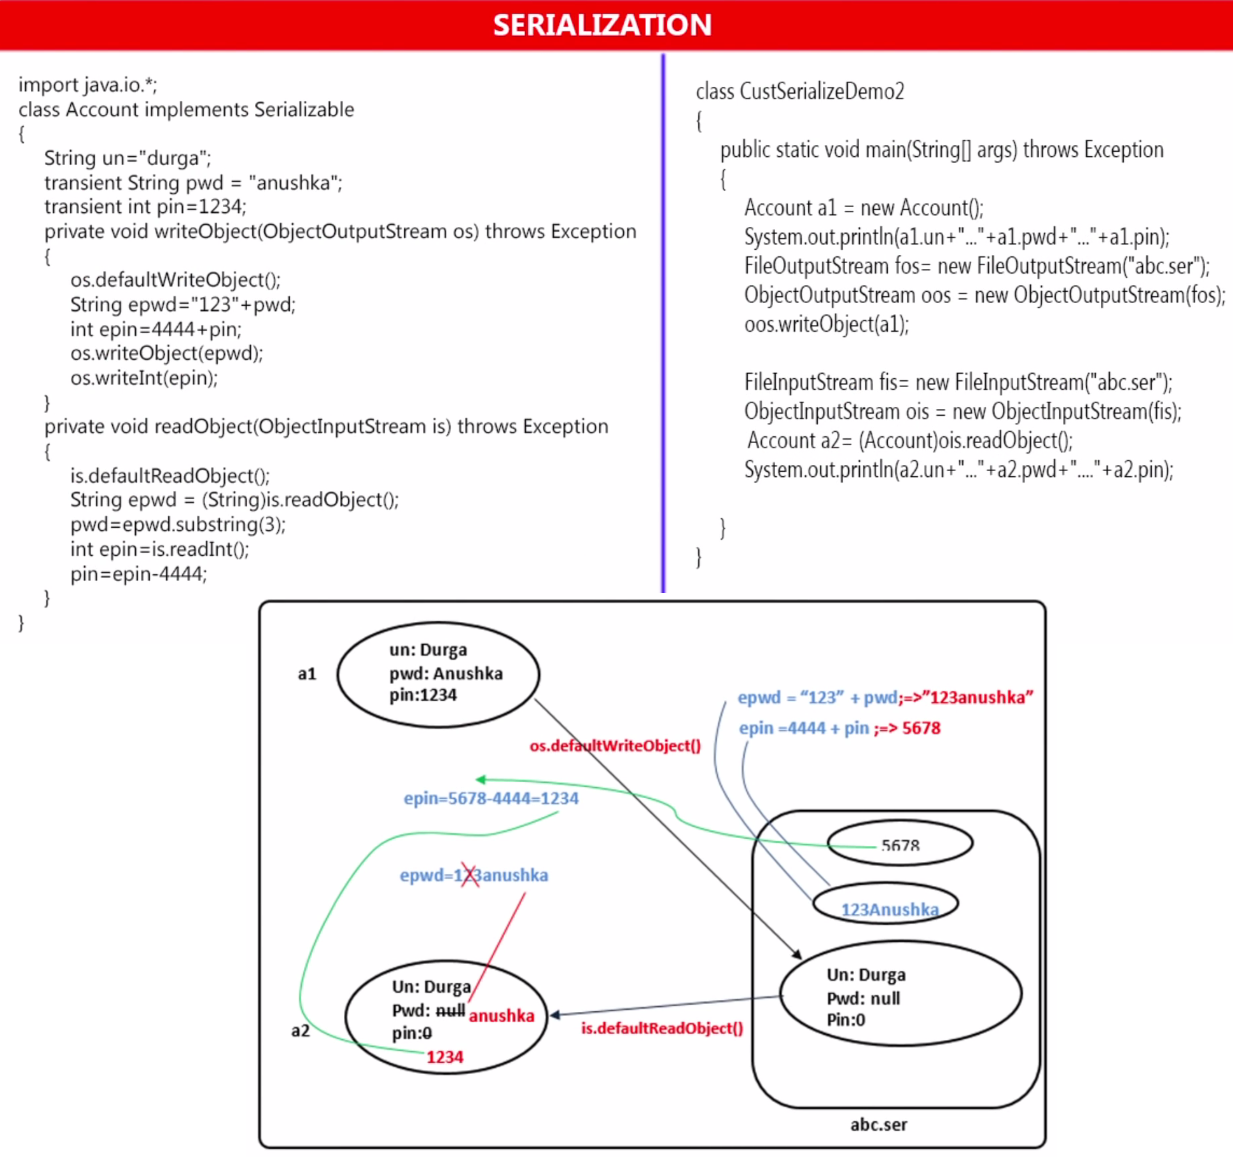 SERIALIZATION
import java.io.*;
class Account implements Serializable
{
String un="durga";
transient String pwd = "anushka";
transient int pin=1234;
private void writeObject(ObjectOutputStream os) throws Exception
{
os.defaultWriteObject();
String epwd="123"+pwd;
int epin=4444+pin;
os.writeObject(epwd);
os.writeInt(epin);
}
private void readObject(ObjectInputStream is) throws Exception
{
is.defaultReadObject();
String epwd = (String)is.readObject();
pwd=epwd.substring(3);
int epin=is.readInt();
pin=epin-4444;
}
}
class CustSerializeDemo2
{
public static void main(String[] args) throws Exception
{
Account a1 = new Account();
System.out.println(a1.un+"..."+a1.pwd+"..."+a1.pin);
FileOutputStream fos= new FileOutputStream("abc.ser");
ObjectOutputStream oos = new ObjectOutputStream(fos);
oos.writeObject(a1);
FileInputStream fis= new FileInputStream("abc.ser");
ObjectInputStream ois = new ObjectInputStream(fis);
Account a2= (Account)ois.readObject();
System.out.println(a2.un+"..."+a2.pwd+"...."+a2.pin);
}
}
a1
un: Durga
pwd: Anushka
pin:1234
epwd = “123” + pwd;=>”123anushka”
epin =4444 + pin ;=> 5678
os.defaultWriteObject()
epin=5678-4444=1234
epwd=123anushka
5678
123Anushka
Un: Durga
Pwd: null
Pin:0
a2
Un: Durga
Pwd: null anushka
pin:0
1234
is.defaultReadObject()
abc.ser